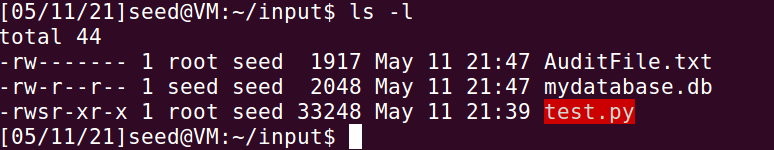 [05/11/21]seed@VM:~/input$ ls -l
total 44
-rw------- 1 root seed  1917 May 11 21:47 AuditFile.txt
-rw-r--r-- 1 seed seed  2048 May 11 21:47 mydatabase.db
-rwsr-xr-x 1 root seed 33248 May 11 21:39 test.py
[05/11/21]seed@VM:~/input$